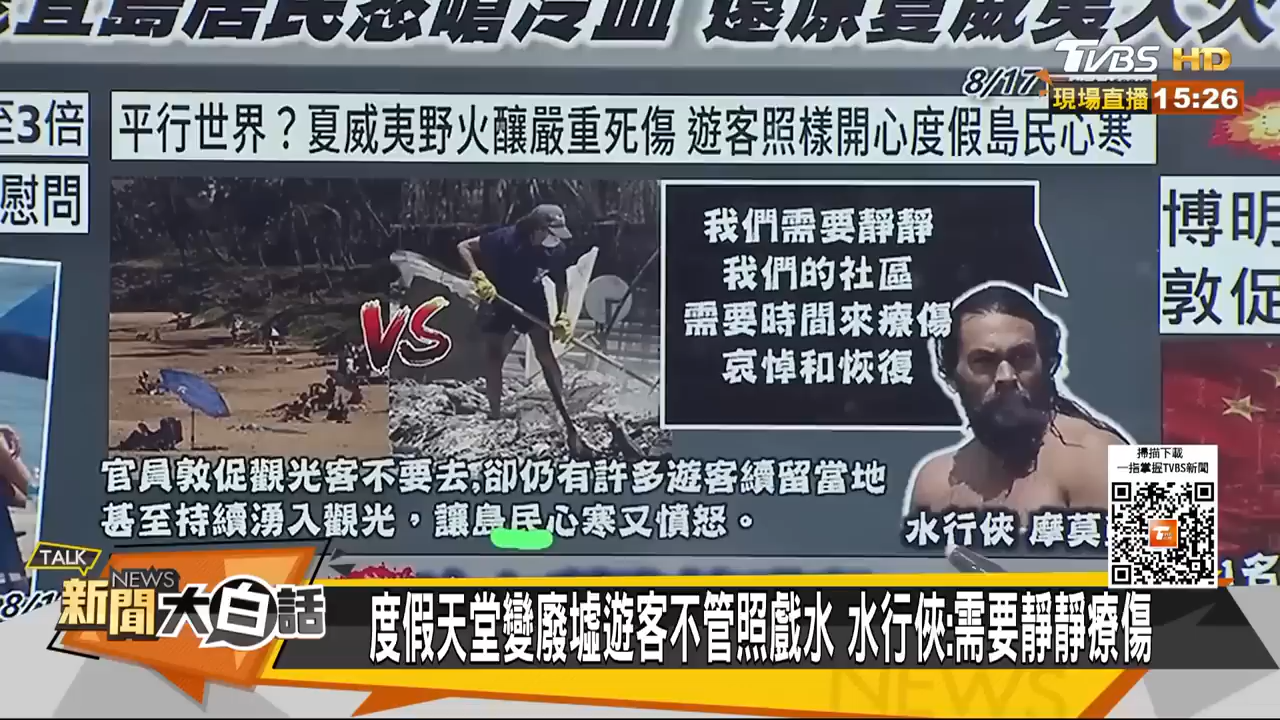 直島居民怒嗆冷血 還原夏威夷大火
TVBS HD
8/17
現場直播 15:26
至3倍
慰問
平行世界？夏威夷野火釀嚴重死傷 遊客照樣開心度假島民心寒
我們需要靜靜
我們的社區
需要時間來療傷
哀悼和恢復
VS
博明
敦促
官員敦促觀光客不要去,卻仍有許多遊客續留當地
甚至持續湧入觀光，讓島民心寒又憤怒。
水行俠 摩莫
掃描下載
一指掌握TVBS新聞
8/1
TALK
NEWS
新聞大白話
度假天堂變廢墟遊客不管照戲水 水行俠:需要靜靜療傷
NEWS